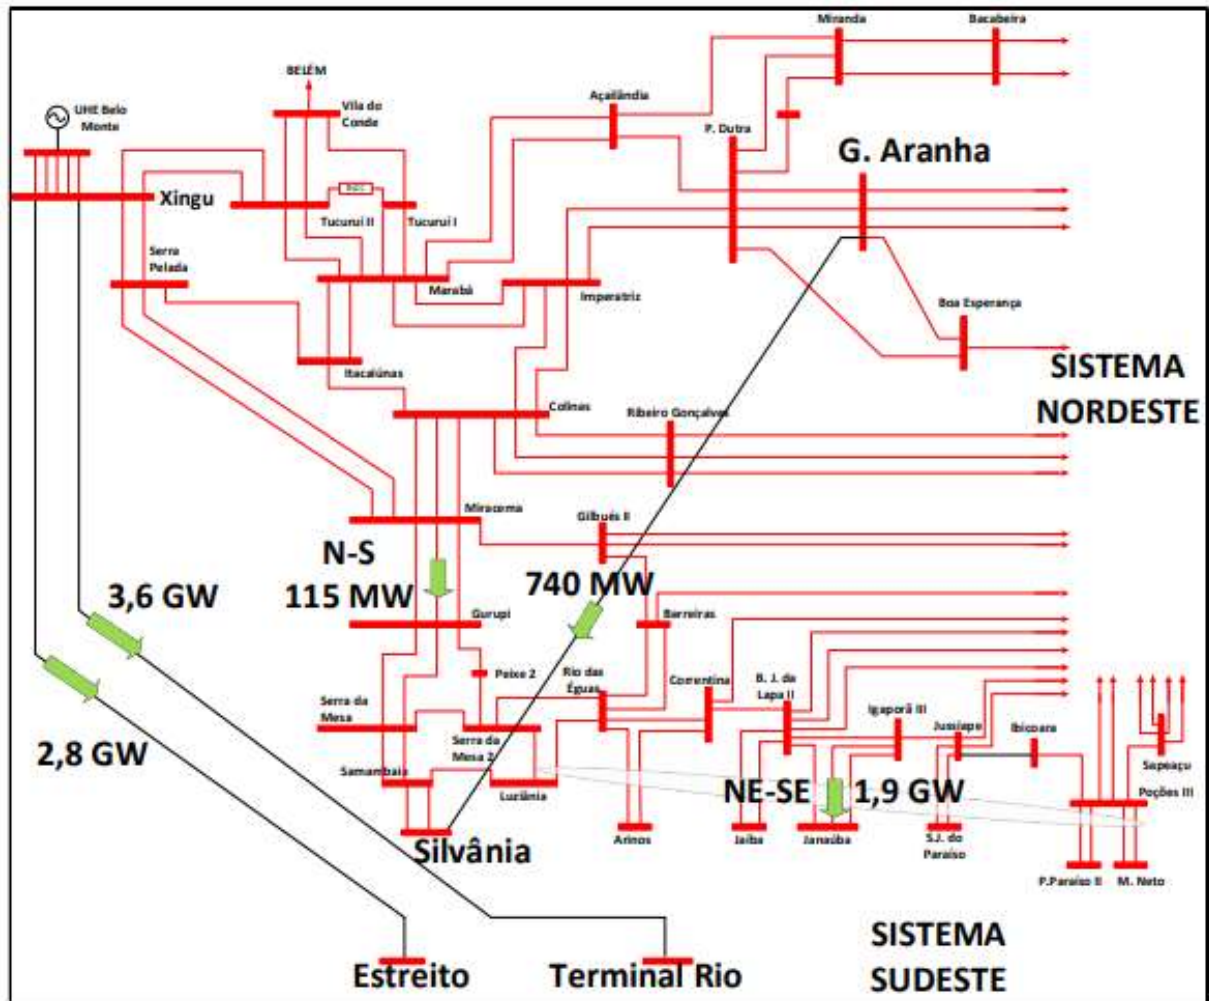 Miranda
Bacabeira
BELÉM
Açailândia
UHE Belo
Monte
Vila do
Conde
P. Dutra
G. Aranha
Xingu
Tucuruí II
Tucuruí I
Serra
Pelada
Marabá
Imperatriz
Boa Esperança
Itacaiúnas
SISTEMA
NORDESTE
Colinas
Ribeiro Gonçalves
Miracema
Gilbués II
N-S
115 MW
740 MW
3,6 GW
Gurupi
Barreiras
Peixe 2
Rio das
Éguas
Correntina
B. J. da
Lapa II
Igaporã III
Jussiape
Ibicoara
Serra da
Mesa
Serra da
Mesa 2
2,8 GW
Samambaia
Luziânia
NE-SE
1,9 GW
Sapeaçu
Poções III
Silvânia
Arinos
Jaíba
Janaúba
S.J. do
Paraíso
P.Paraíso II
M. Neto
SISTEMA
SUDESTE
Estreito
Terminal Rio